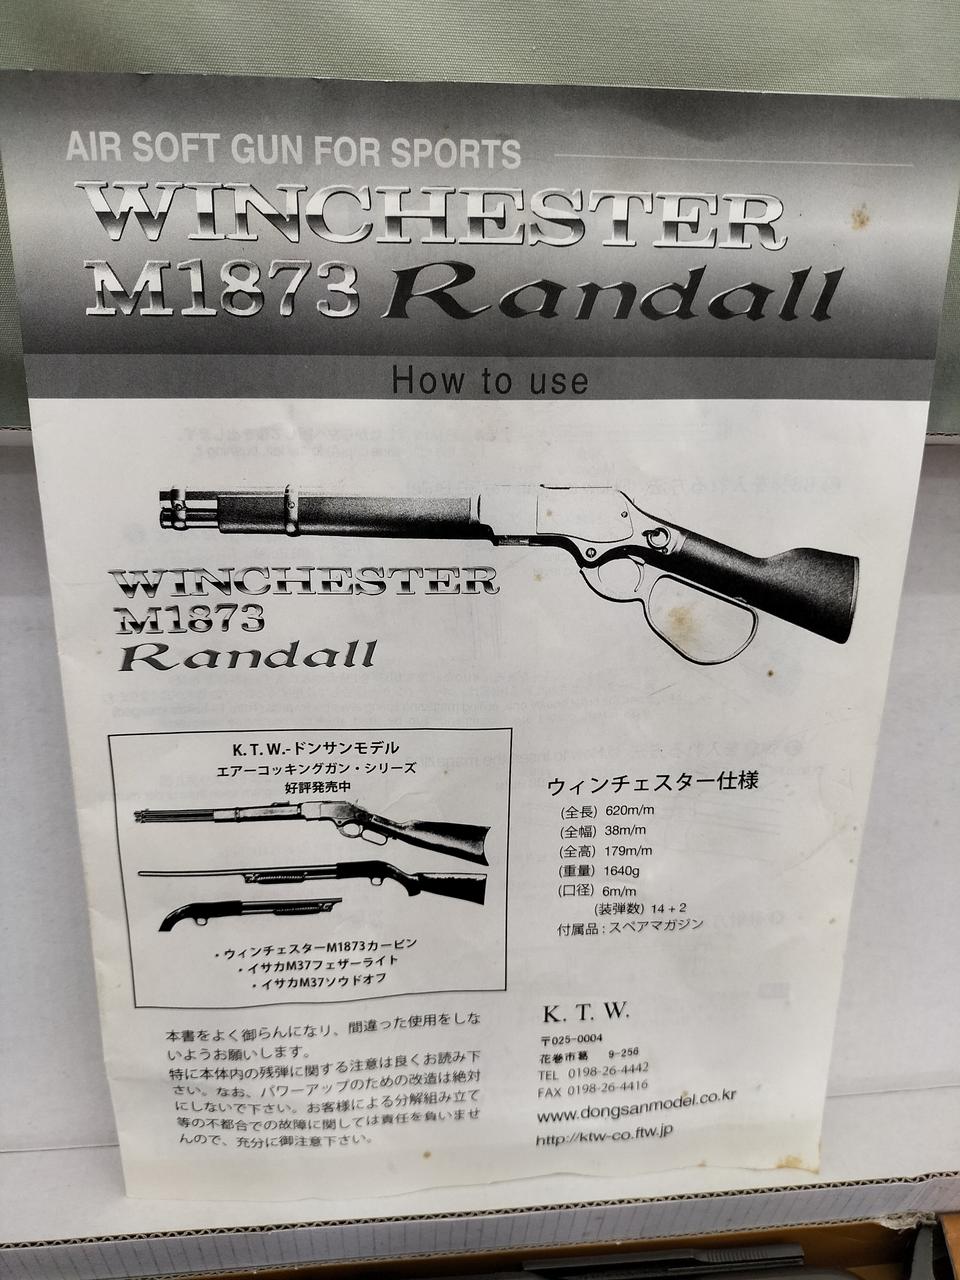 AIR SOFT GUN FOR SPORTS
WINCHESTER
M1873 Randall
How to use
WINCHESTER
M1873
Randall
K.T.W.-ドンサンモデル
エアーコッキングガン・シリーズ
好評発売中
・ウィンチェスターM1873カービン
・イサカM37フェザーライト
・イサカM37ソウドオフ
ウィンチェスター仕様
(全長) 620m/m
(全幅) 38m/m
(全高) 179m/m
(重量) 1640g
(口径) 6m/m
(装弾数) 14+2
付属品：スペアマガジン
本書をよく御らんになり、間違った使用をしな
いようお願いします。
特に本体内の残弾に関する注意は良くお読み下
さい。なお、パワーアップのための改造は絶対
にしないで下さい。お客様による分解組み立て
等の不都合での故障に関しては責任を負いませ
んので、充分に御注意下さい。
K. T. W.
〒025-0004
花巻市葛 9-256
TEL 0198-26-4442
FAX 0198-26-4416
www.dongsanmodel.co.kr
http://ktw-co.ftw.jp